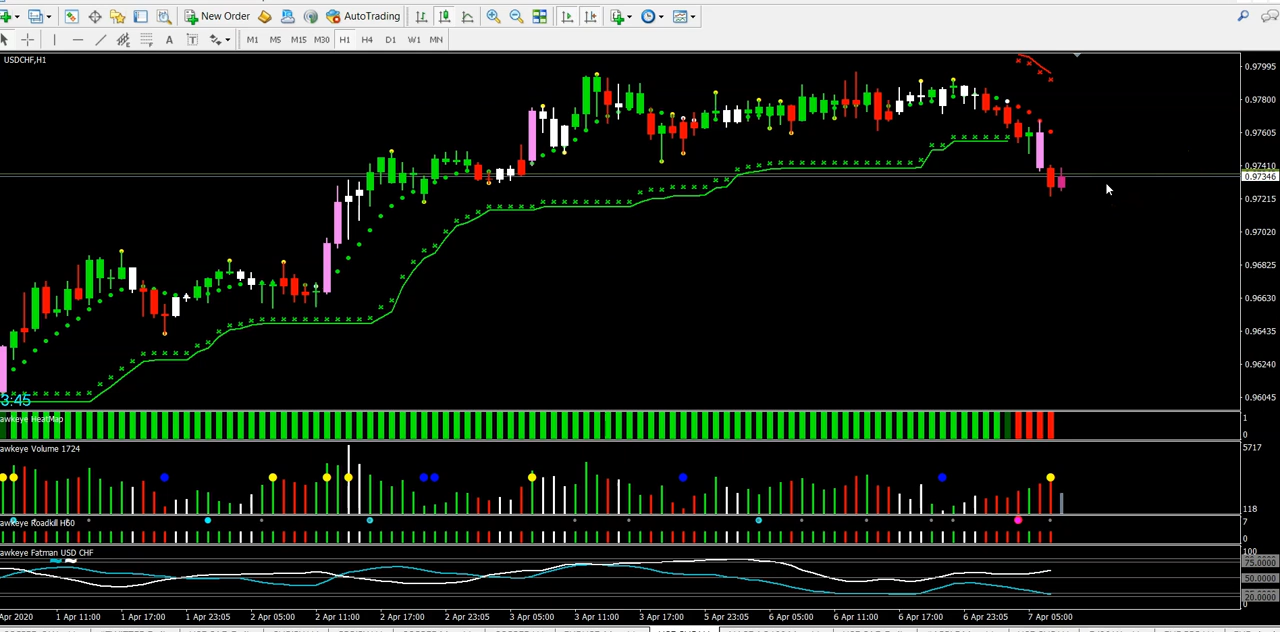 New Order AutoTrading
A T
M1 M5 M15 M30 H1 H4 D1 W1 MN
USDCHF,H1
0.97995
0.97800
0.97605
0.97410
0.97346
0.97215
0.97020
0.96825
0.96630
0.96435
0.96240
0.96045
3:45
awkeye HeatMap
1
0
awkeye Volume 1724
5717
118
awkeye Roadkill H60
7
0
awkeye Fatman USD CHF
100
75.0000
50.0000
20.0000
0
Apr 2020 1 Apr 11:00 1 Apr 17:00 1 Apr 23:05 2 Apr 05:00 2 Apr 11:00 2 Apr 17:00 2 Apr 23:05 3 Apr 05:00 3 Apr 11:00 3 Apr 17:00 5 Apr 23:05 6 Apr 05:00 6 Apr 11:00 6 Apr 17:00 6 Apr 23:05 7 Apr 05:00